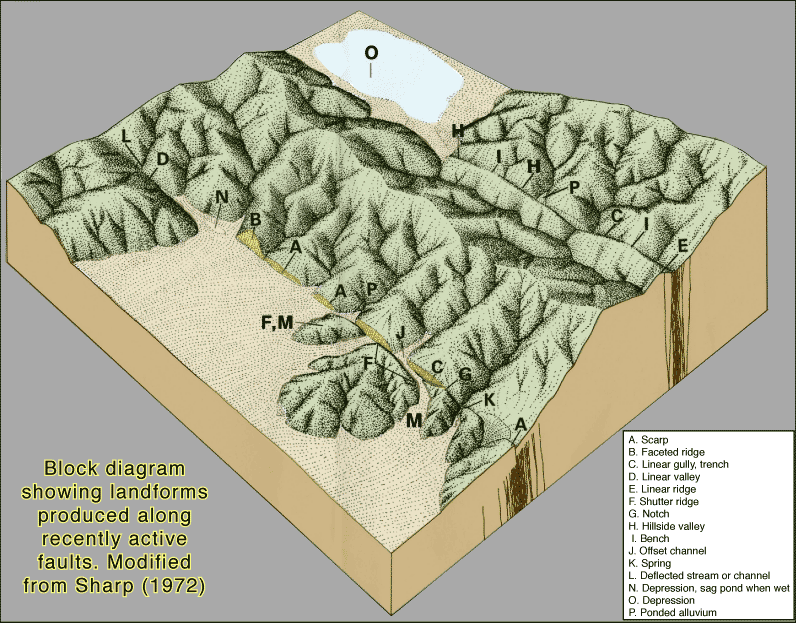 O
H
L
I
H
D
P
N
B
C
I
A
E
A
P
F,M
J
F
C
G
K
M
A
Block diagram
showing landforms
produced along
recently active
faults. Modified
from Sharp (1972)
A. Scarp
B. Faceted ridge
C. Linear gully, trench
D. Linear valley
E. Linear ridge
F. Shutter ridge
G. Notch
H. Hillside valley
I. Bench
J. Offset channel
K. Spring
L. Deflected stream or channel
N. Depression, sag pond when wet
O. Depression
P. Ponded alluvium